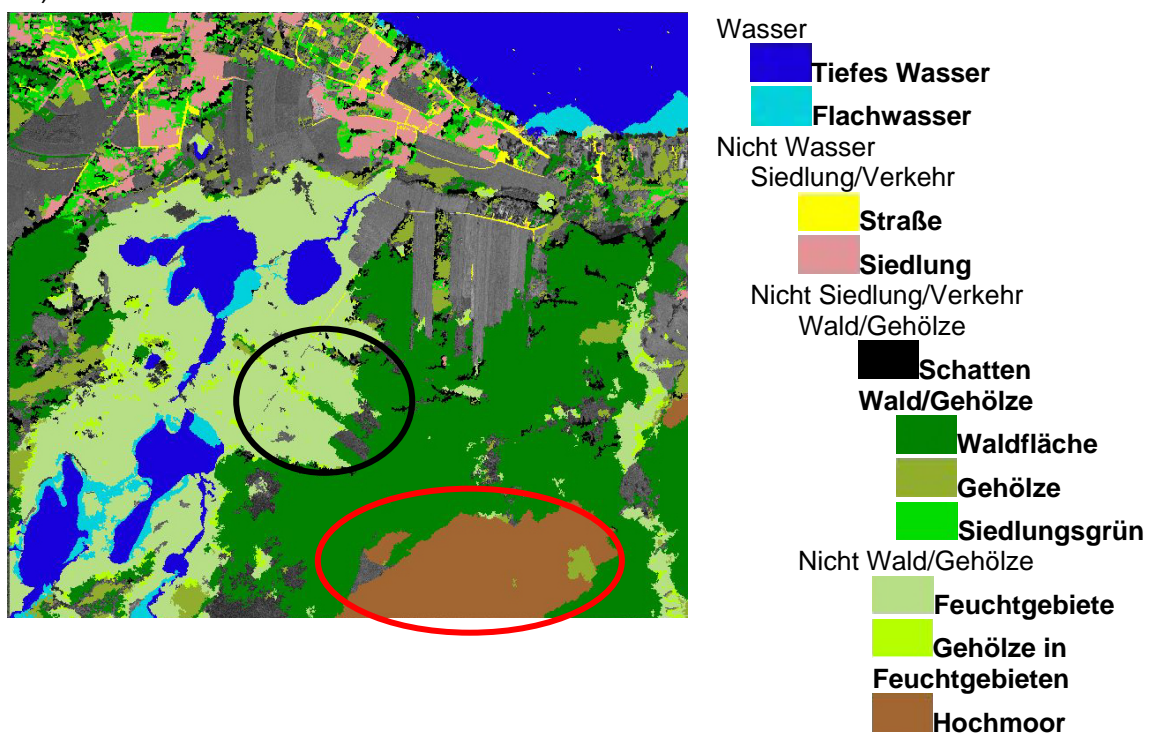 Wasser
Tiefes Wasser
Flachwasser
Nicht Wasser
Siedlung/Verkehr
Straße
Siedlung
Nicht Siedlung/Verkehr
Wald/Gehölze
Schatten
Wald/Gehölze
Waldfläche
Gehölze
Siedlungsgrün
Nicht Wald/Gehölze
Feuchtgebiete
Gehölze in
Feuchtgebieten
Hochmoor